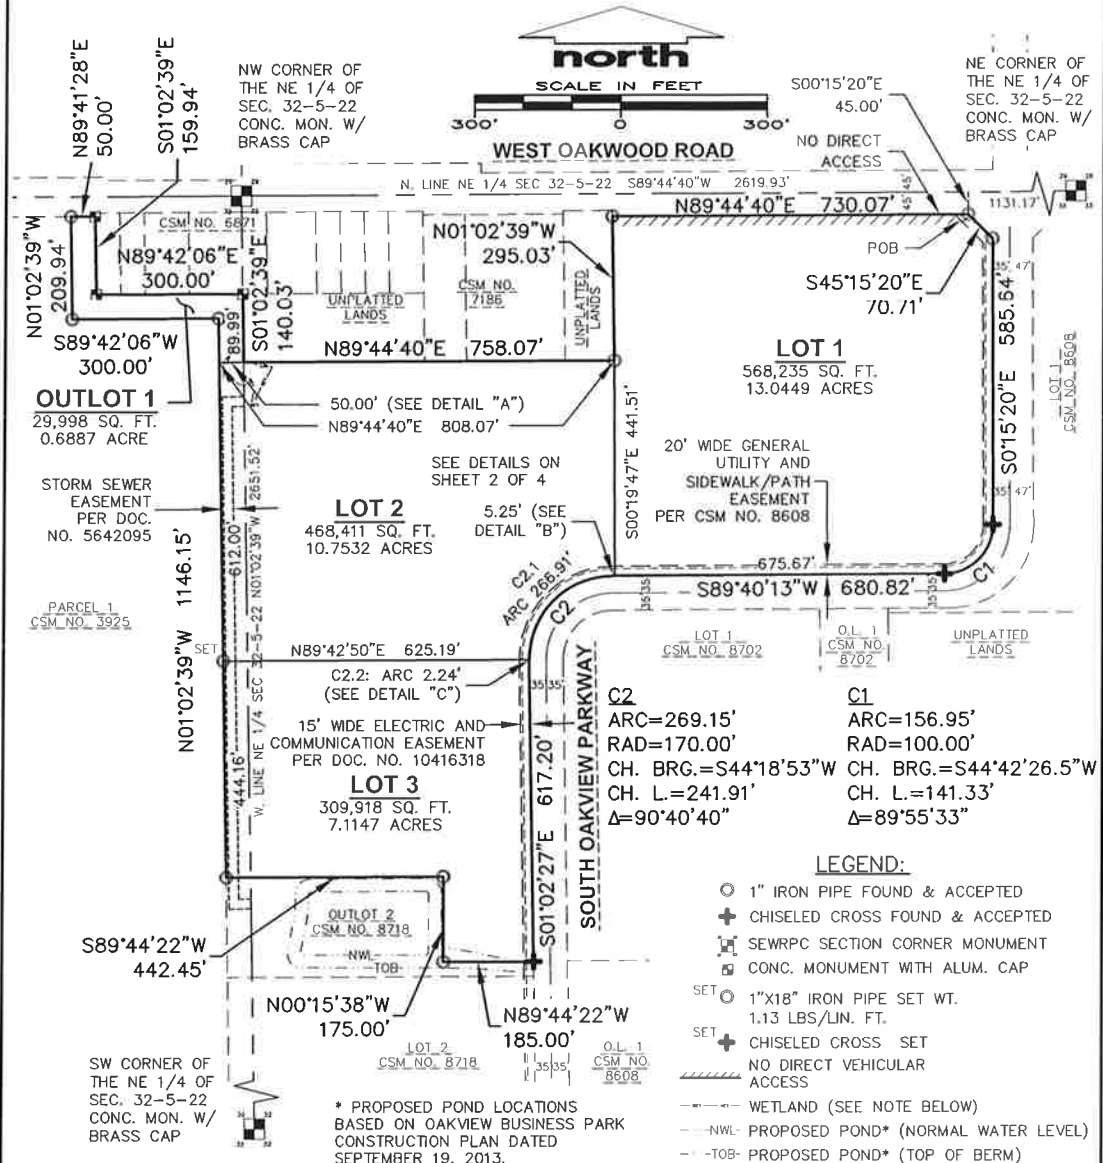 north
SCALE IN FEET
300' 0 300'
WEST OAKWOOD ROAD
N89°41'28"E
50.00'
S01°02'39"E
159.94'
NW CORNER OF
THE NE 1/4 OF
SEC. 32-5-22
CONC. MON. W/
BRASS CAP
S00°15'20"E
45.00'
NE CORNER OF
THE NE 1/4 OF
SEC. 32-5-22
CONC. MON. W/
BRASS CAP
NO DIRECT
ACCESS
N. LINE NE 1/4 SEC 32-5-22 S89°44'40"W 2619.93'
45' 45'
1131.17'
N89°44'40"E 730.07'
CSM NO. 6871
N01°02'39"W
209.94'
N89°42'06"E
300.00'
S01°02'39"E
140.03'
N01°02'39"W
295.03'
POB
S45°15'20"E
70.71'
35' 47'
UNPLATTED
LANDS
CSM NO.
7186
UNPLATTED
LANDS
S89°42'06"W
300.00'
89.99'
N89°44'40"E 758.07'
LOT 1
568,235 SQ. FT.
13.0449 ACRES
S0°15'20"E 585.64'
LOT 1
CSM NO. 8608
OUTLOT 1
29,998 SQ. FT.
0.6887 ACRE
50.00' (SEE DETAIL "A")
N89°44'40"E 808.07'
S00°19'47"E 441.51'
20' WIDE GENERAL
UTILITY AND
SIDEWALK/PATH
EASEMENT
PER CSM NO. 8608
SEE DETAILS ON
SHEET 2 OF 4
STORM SEWER
EASEMENT
PER DOC.
NO. 5642095
LOT 2
468,411 SQ. FT.
10.7532 ACRES
5.25' (SEE
DETAIL "B")
35' 47'
N01°02'39"W 1146.15'
612.00'
W. LINE NE 1/4 SEC 32-5-22 N01°02'39"W 2651.52'
C2.1
ARC 266.91'
C2
675.67'
S89°40'13"W 680.82'
C1
35'35'
35'35'
PARCEL 1
CSM NO. 3925
LOT 1
CSM NO. 8702
O.L. 1
CSM NO.
8702
UNPLATTED
LANDS
SET
N89°42'50"E 625.19'
C2.2: ARC 2.24'
(SEE DETAIL "C")
35'35'
15' WIDE ELECTRIC AND
COMMUNICATION EASEMENT
PER DOC. NO. 10416318
444.16'
LOT 3
309,918 SQ. FT.
7.1147 ACRES
S01°02'27"E 617.20'
SOUTH OAKVIEW PARKWAY
C2
ARC=269.15'
RAD=170.00'
CH. BRG.=S44°18'53"W
CH. L.=241.91'
Δ=90°40'40"
C1
ARC=156.95'
RAD=100.00'
CH. BRG.=S44°42'26.5"W
CH. L.=141.33'
Δ=89°55'33"
OUTLOT 2
CSM NO. 8718
NWL
TOB
S89°44'22"W
442.45'
N00°15'38"W
175.00'
N89°44'22"W
185.00'
LOT 2
CSM NO. 8718
35'35'
O.L. 1
CSM NO.
8608
SW CORNER OF
THE NE 1/4 OF
SEC. 32-5-22
CONC. MON. W/
BRASS CAP
* PROPOSED POND LOCATIONS
BASED ON OAKVIEW BUSINESS PARK
CONSTRUCTION PLAN DATED
SEPTEMBER 19, 2013.
LEGEND:
1" IRON PIPE FOUND & ACCEPTED
CHISELED CROSS FOUND & ACCEPTED
SEWRPC SECTION CORNER MONUMENT
CONC. MONUMENT WITH ALUM. CAP
SET 1"X18" IRON PIPE SET WT.
1.13 LBS/LIN. FT.
SET CHISELED CROSS SET
NO DIRECT VEHICULAR
ACCESS
WETLAND (SEE NOTE BELOW)
NWL PROPOSED POND* (NORMAL WATER LEVEL)
TOB PROPOSED POND* (TOP OF BERM)